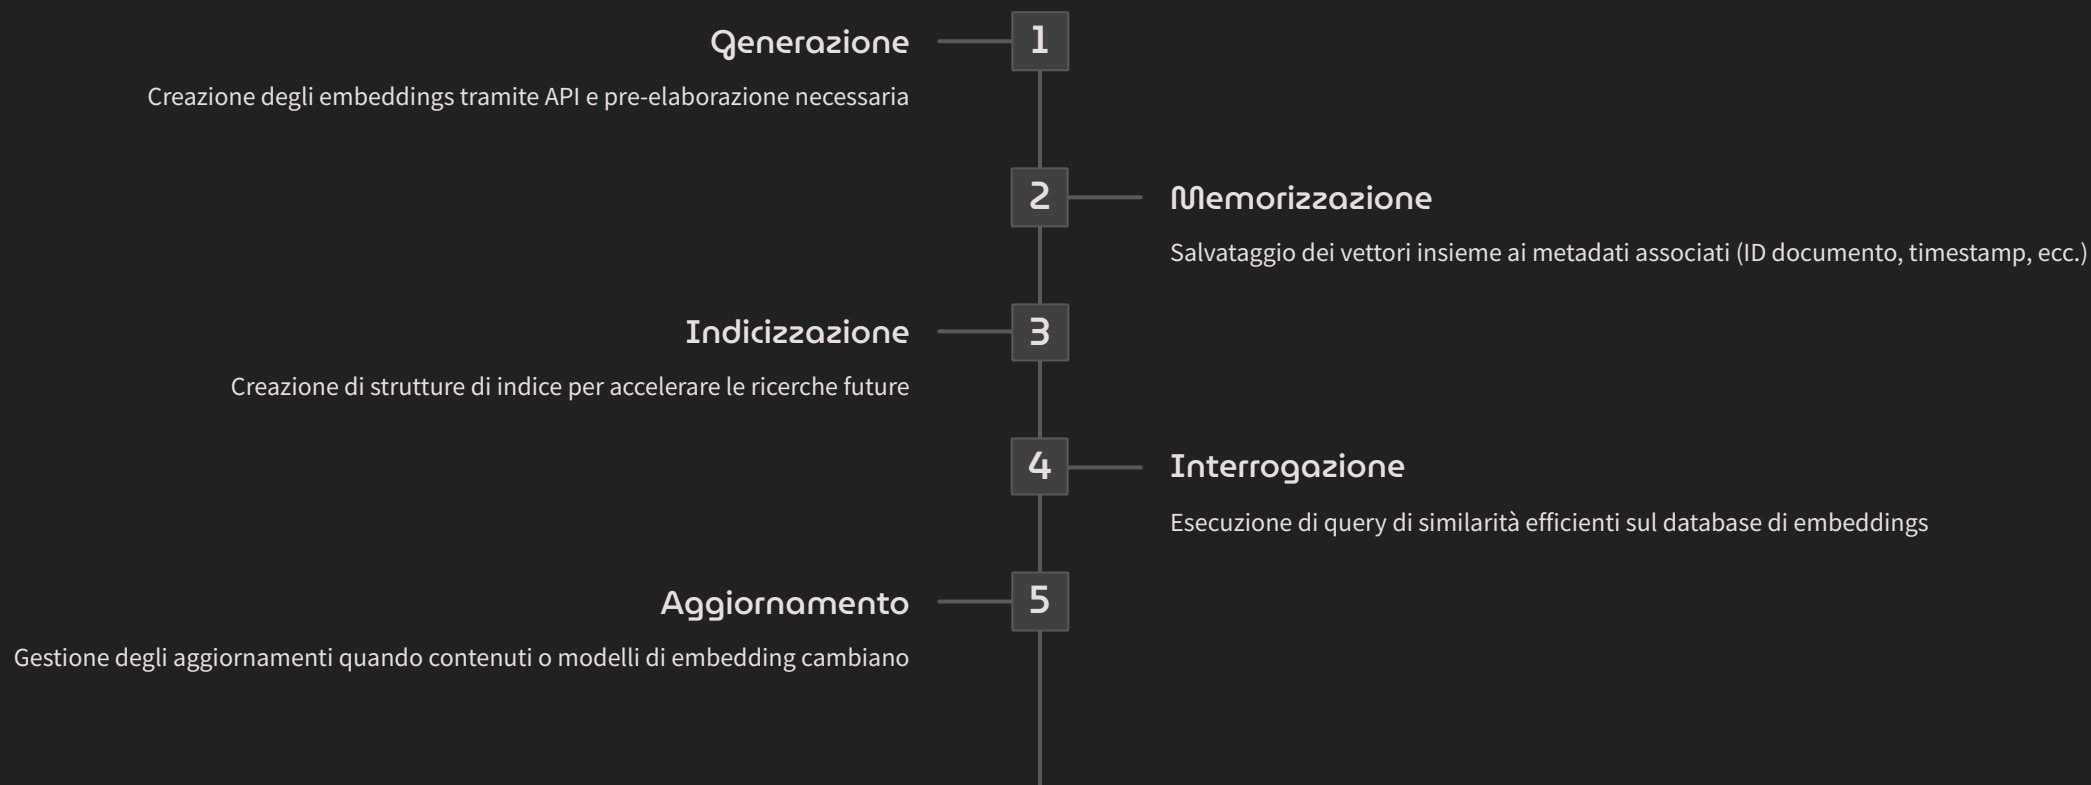 Generazione
1
Creazione degli embeddings tramite API e pre-elaborazione necessaria
2
Memorizzazione
Salvataggio dei vettori insieme ai metadati associati (ID documento, timestamp, ecc.)
Indicizzazione
3
Creazione di strutture di indice per accelerare le ricerche future
4
Interrogazione
Esecuzione di query di similarità efficienti sul database di embeddings
Aggiornamento
5
Gestione degli aggiornamenti quando contenuti o modelli di embedding cambiano